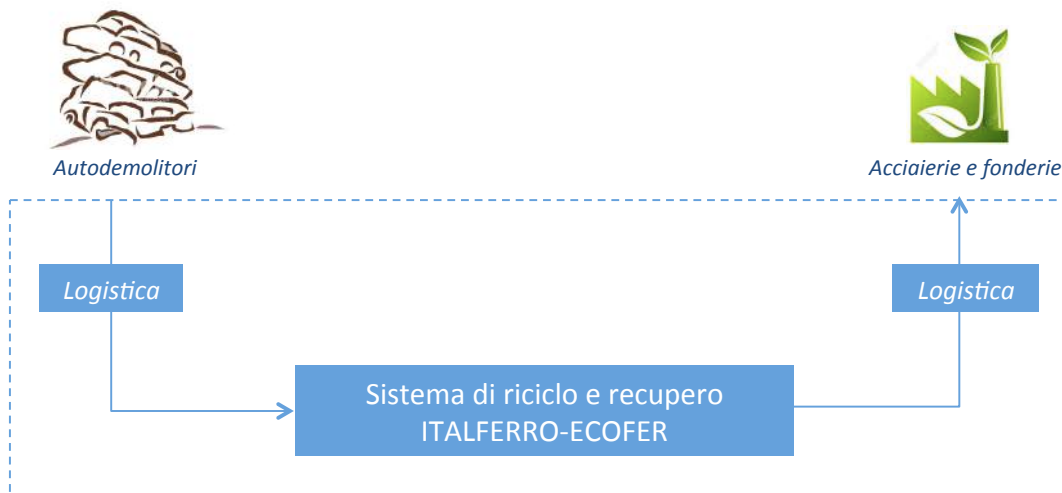 Autodemolitori
Acciaierie e fonderie
Logistica
Logistica
Sistema di riciclo e recupero
ITALFERRO-ECOFER